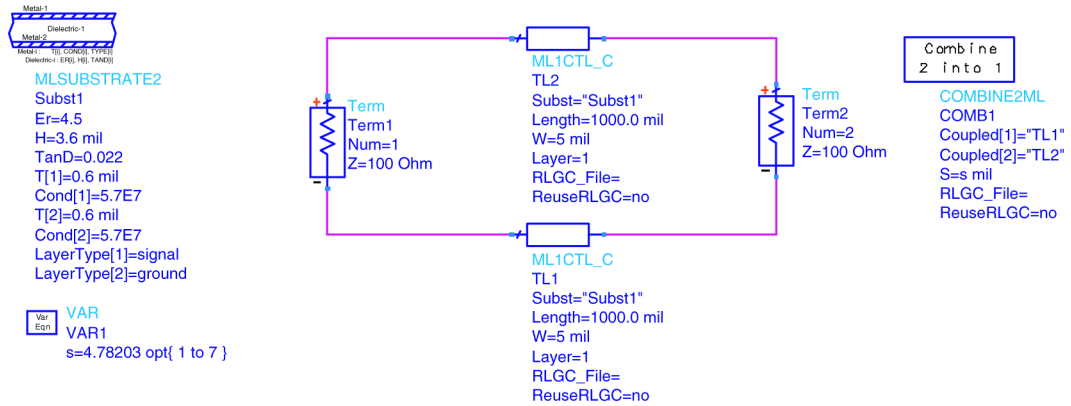 Metal-1
Dielectric-1
Metal-2
Metal-i : T[i], COND[i], TYPE[i]
Dielectric-i : ER[i], H[i], TAND[i]
MLSUBSTRATE2
Subst1
Er=4.5
H=3.6 mil
TanD=0.022
T[1]=0.6 mil
Cond[1]=5.7E7
T[2]=0.6 mil
Cond[2]=5.7E7
LayerType[1]=signal
LayerType[2]=ground
Var
Eqn
VAR
VAR1
s=4.78203 opt{ 1 to 7 }
+
Term
Term1
Num=1
Z=100 Ohm
-
ML1CTL_C
TL2
Subst="Subst1"
Length=1000.0 mil
W=5 mil
Layer=1
RLGC_File=
ReuseRLGC=no
ML1CTL_C
TL1
Subst="Subst1"
Length=1000.0 mil
W=5 mil
Layer=1
RLGC_File=
ReuseRLGC=no
+
Term
Term2
Num=2
Z=100 Ohm
-
Combine
2 into 1
COMBINE2ML
COMB1
Coupled[1]="TL1"
Coupled[2]="TL2"
S=s mil
RLGC_File=
ReuseRLGC=no